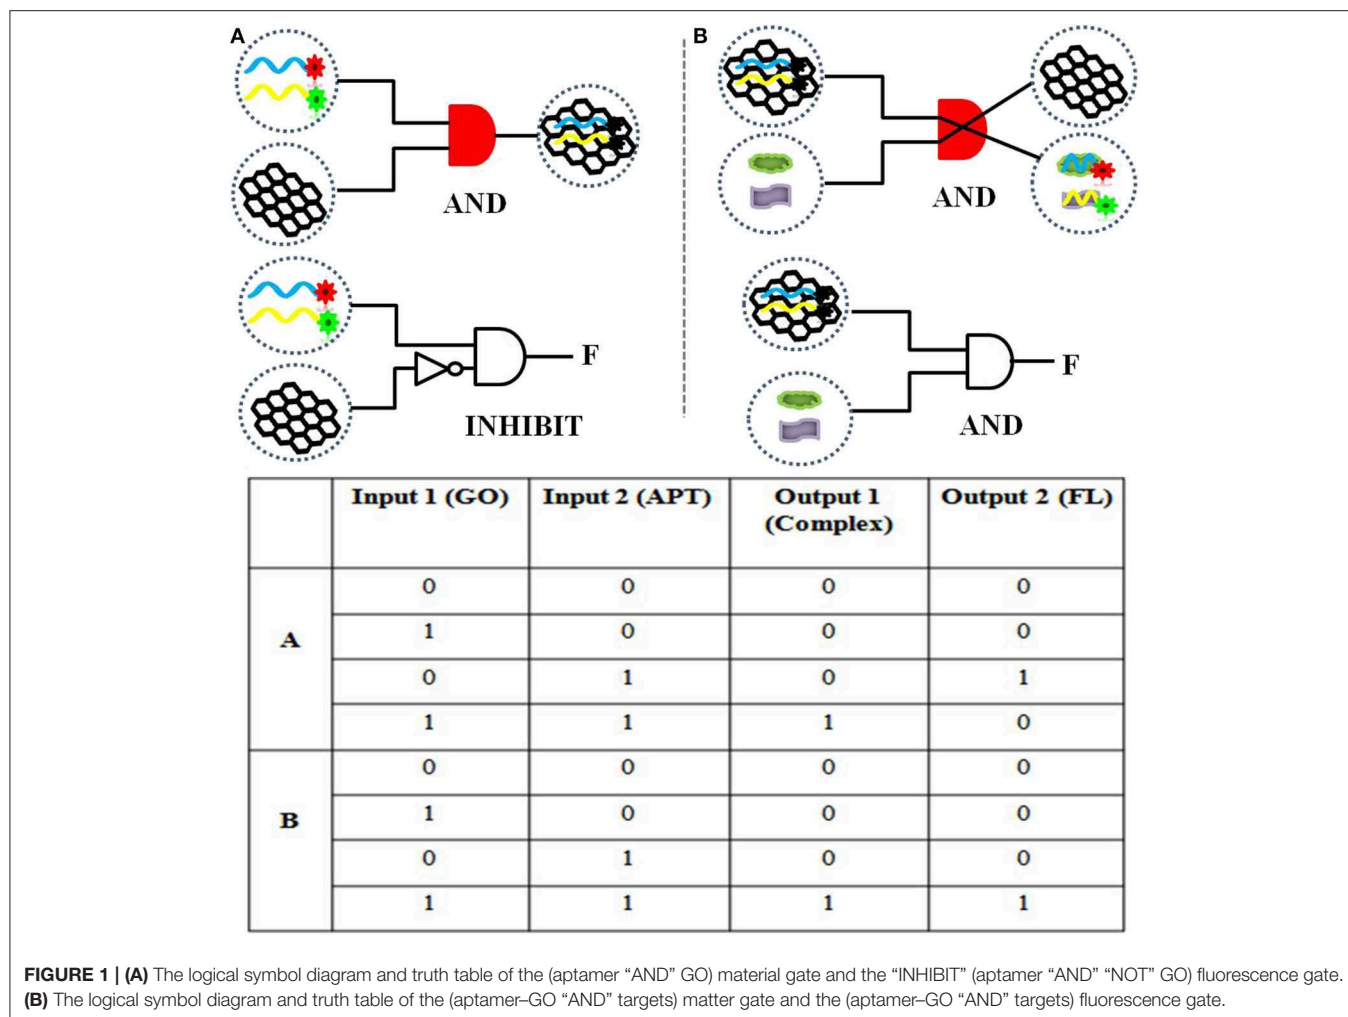 A
AND
F
INHIBIT
B
AND
F
AND
Input 1 (GO) Input 2 (APT) Output 1 (Complex) Output 2 (FL)
A
0 0 0 0
1 0 0 0
0 1 0 1
1 1 1 0
B
0 0 0 0
1 0 0 0
0 1 0 0
1 1 1 1
FIGURE 1 | (A) The logical symbol diagram and truth table of the (aptamer “AND” GO) material gate and the “INHIBIT” (aptamer “AND” “NOT” GO) fluorescence gate.
(B) The logical symbol diagram and truth table of the (aptamer–GO “AND” targets) matter gate and the (aptamer–GO “AND” targets) fluorescence gate.